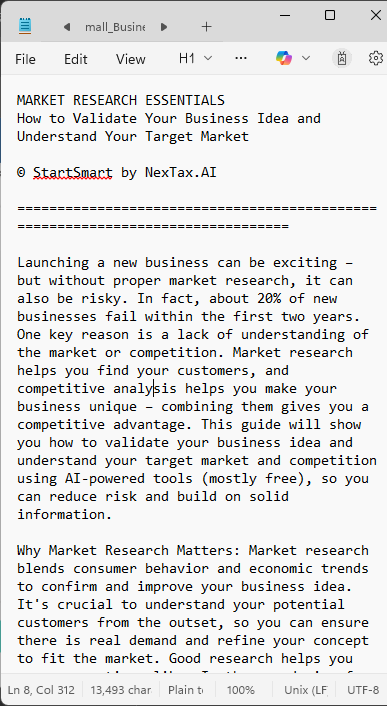 mall_Busine
File Edit View H1 ...
MARKET RESEARCH ESSENTIALS
How to Validate Your Business Idea and
Understand Your Target Market
© StartSmart by NexTax.AI
=============================================
==================================
Launching a new business can be exciting –
but without proper market research, it can
also be risky. In fact, about 20% of new
businesses fail within the first two years.
One key reason is a lack of understanding of
the market or competition. Market research
helps you find your customers, and
competitive analysis helps you make your
business unique – combining them gives you a
competitive advantage. This guide will show
you how to validate your business idea and
understand your target market and competition
using AI-powered tools (mostly free), so you
can reduce risk and build on solid
information.
Why Market Research Matters: Market research
blends consumer behavior and economic trends
to confirm and improve your business idea.
It's crucial to understand your potential
customers from the outset, so you can ensure
there is real demand and refine your concept
to fit the market. Good research helps you
Ln 8, Col 312 13,493 char Plain t 100% Unix (LF UTF-8